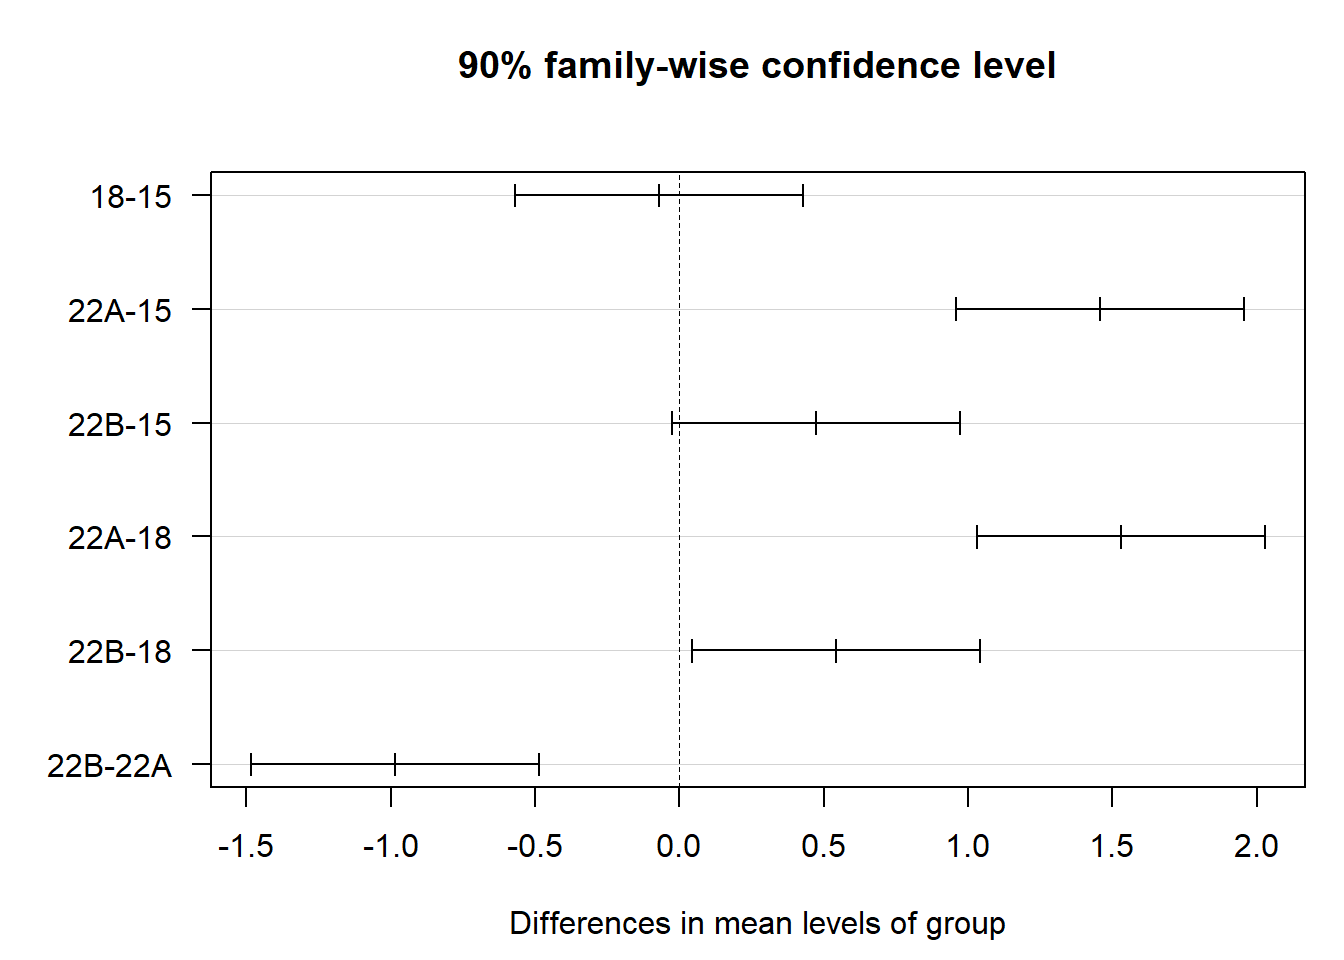 90% family-wise confidence level
18-15
22A-15
22B-15
22A-18
22B-18
22B-22A
-1.5 -1.0 -0.5 0.0 0.5 1.0 1.5 2.0
Differences in mean levels of group